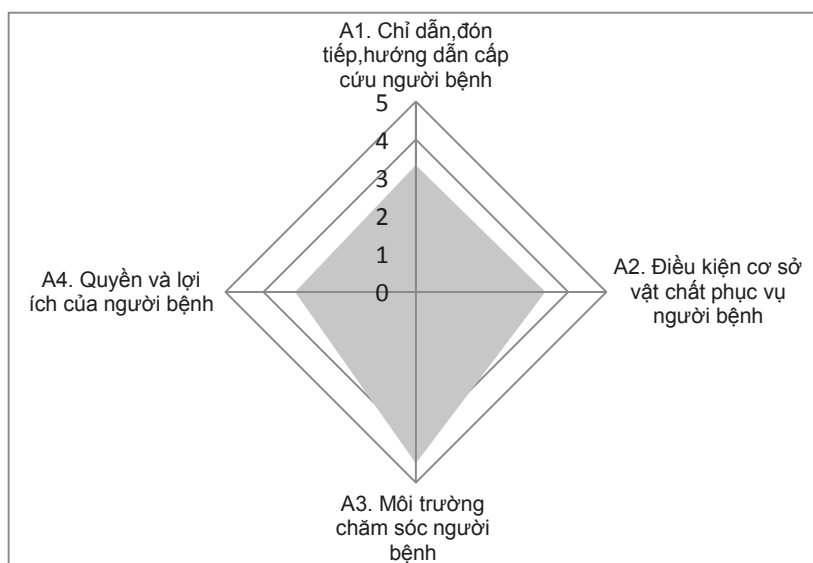 A1. Chỉ dẫn,đón
tiếp,hướng dẫn cấp
cứu người bệnh
5
4
3
2
1
0
A4. Quyền và lợi
ích của người bệnh
A2. Điều kiện cơ sở
vật chất phục vụ
người bệnh
A3. Môi trường
chăm sóc người
bệnh